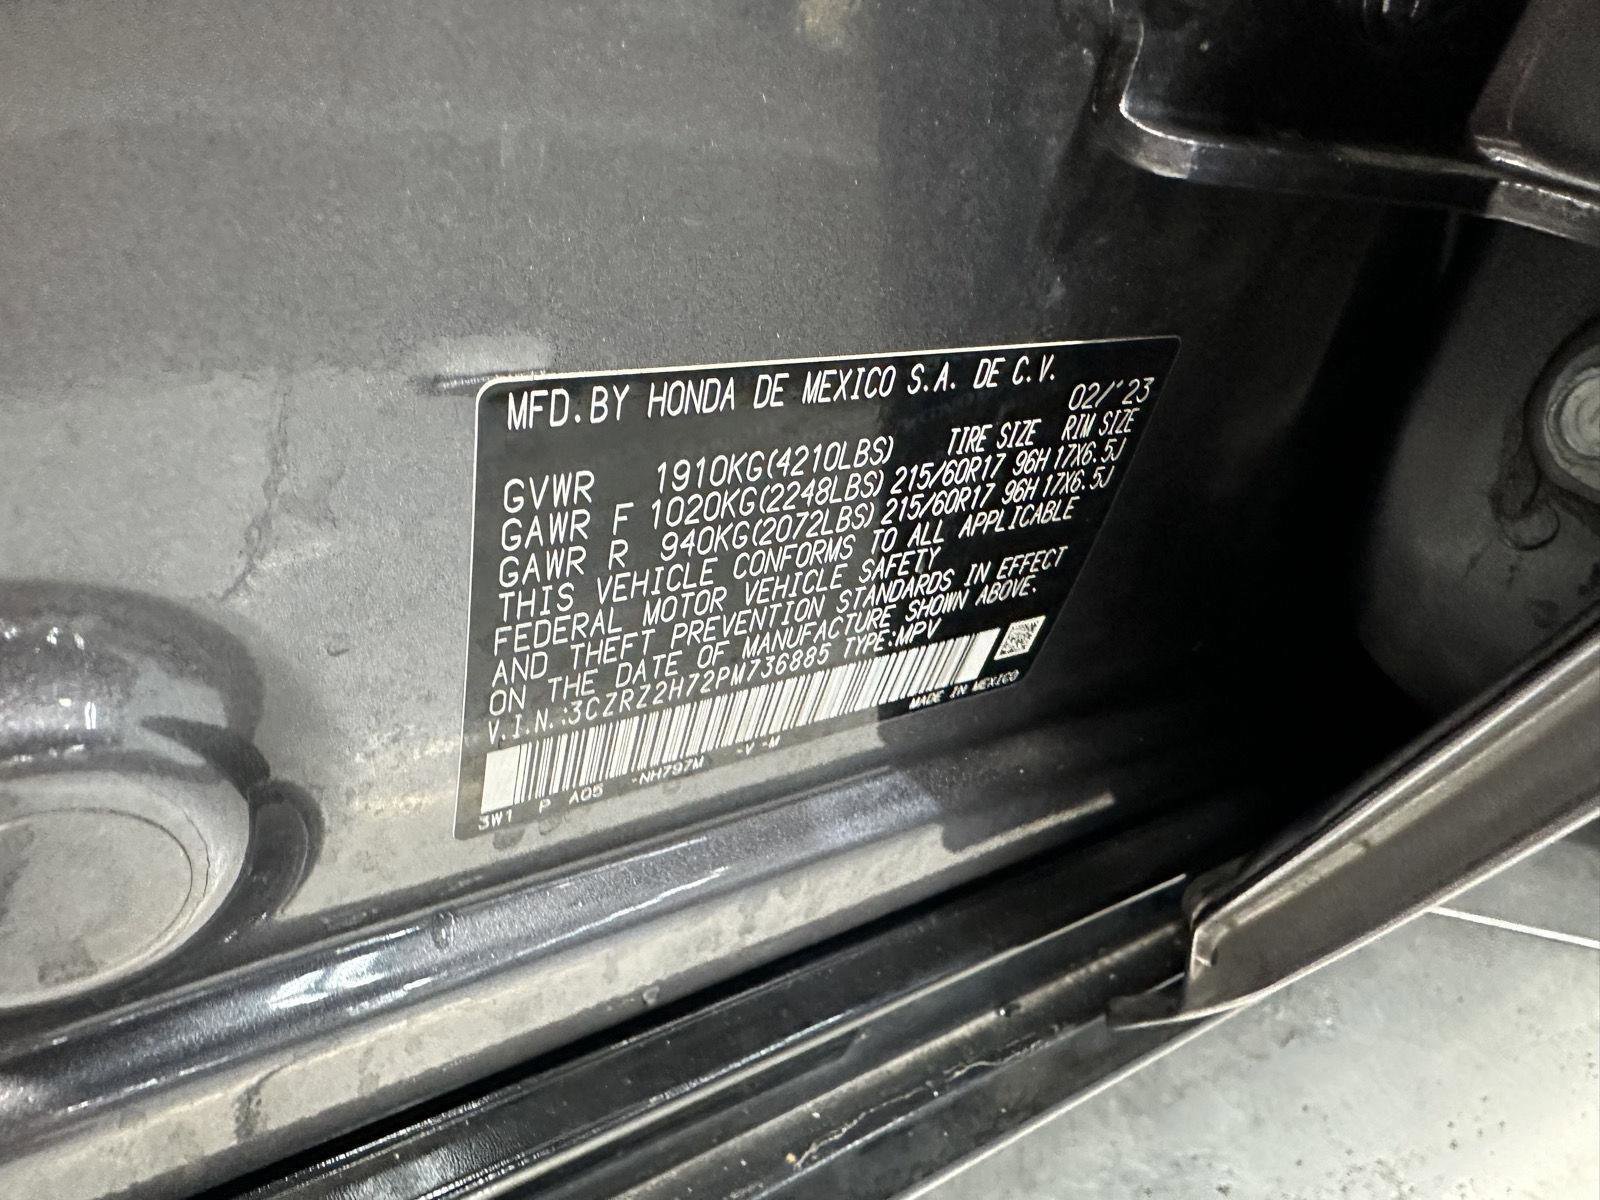 MFD. BY HONDA DE MEXICO S.A. DE C.V.
02/'23
TIRE SIZE RIM SIZE
GVWR 1910KG(4210LBS)
GAWR F 1020KG(2248LBS) 215/60R17 96H 17X6.5J
GAWR R 940KG(2072LBS) 215/60R17 96H 17X6.5J
THIS VEHICLE CONFORMS TO ALL APPLICABLE
FEDERAL MOTOR VEHICLE SAFETY
AND THEFT PREVENTION STANDARDS IN EFFECT
ON THE DATE OF MANUFACTURE SHOWN ABOVE.
V.I.N.:3CZRZ2H72PM736885 TYPE:MPV
MADE IN MEXICO
3W1 P A05 -NH797M -V -M